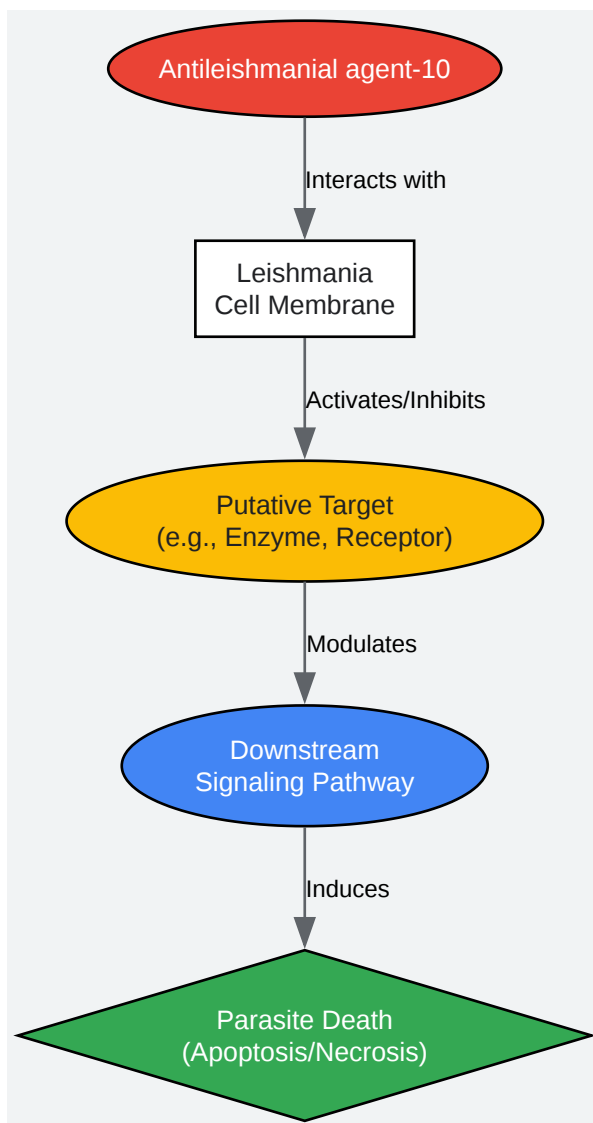 Antileishmanial agent-10
Interacts with
Leishmania
Cell Membrane
Activates/Inhibits
Putative Target
(e.g., Enzyme, Receptor)
Modulates
Downstream
Signaling Pathway
Induces
Parasite Death
(Apoptosis/Necrosis)